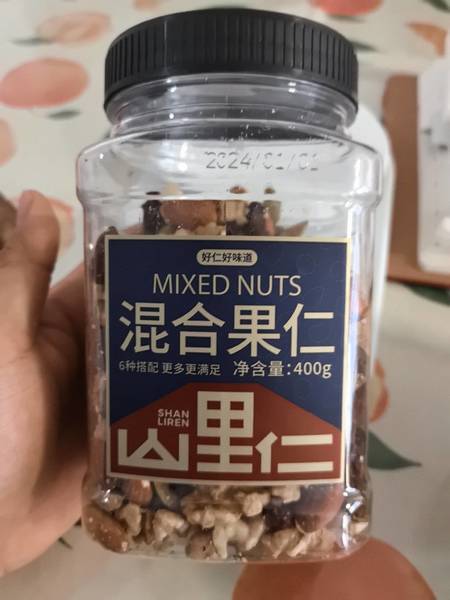 2024/01/01
好仁好味道
MIXED NUTS
混合果仁
6种搭配 更多更满足 净含量:400g
SHAN
LIREN
山里仁